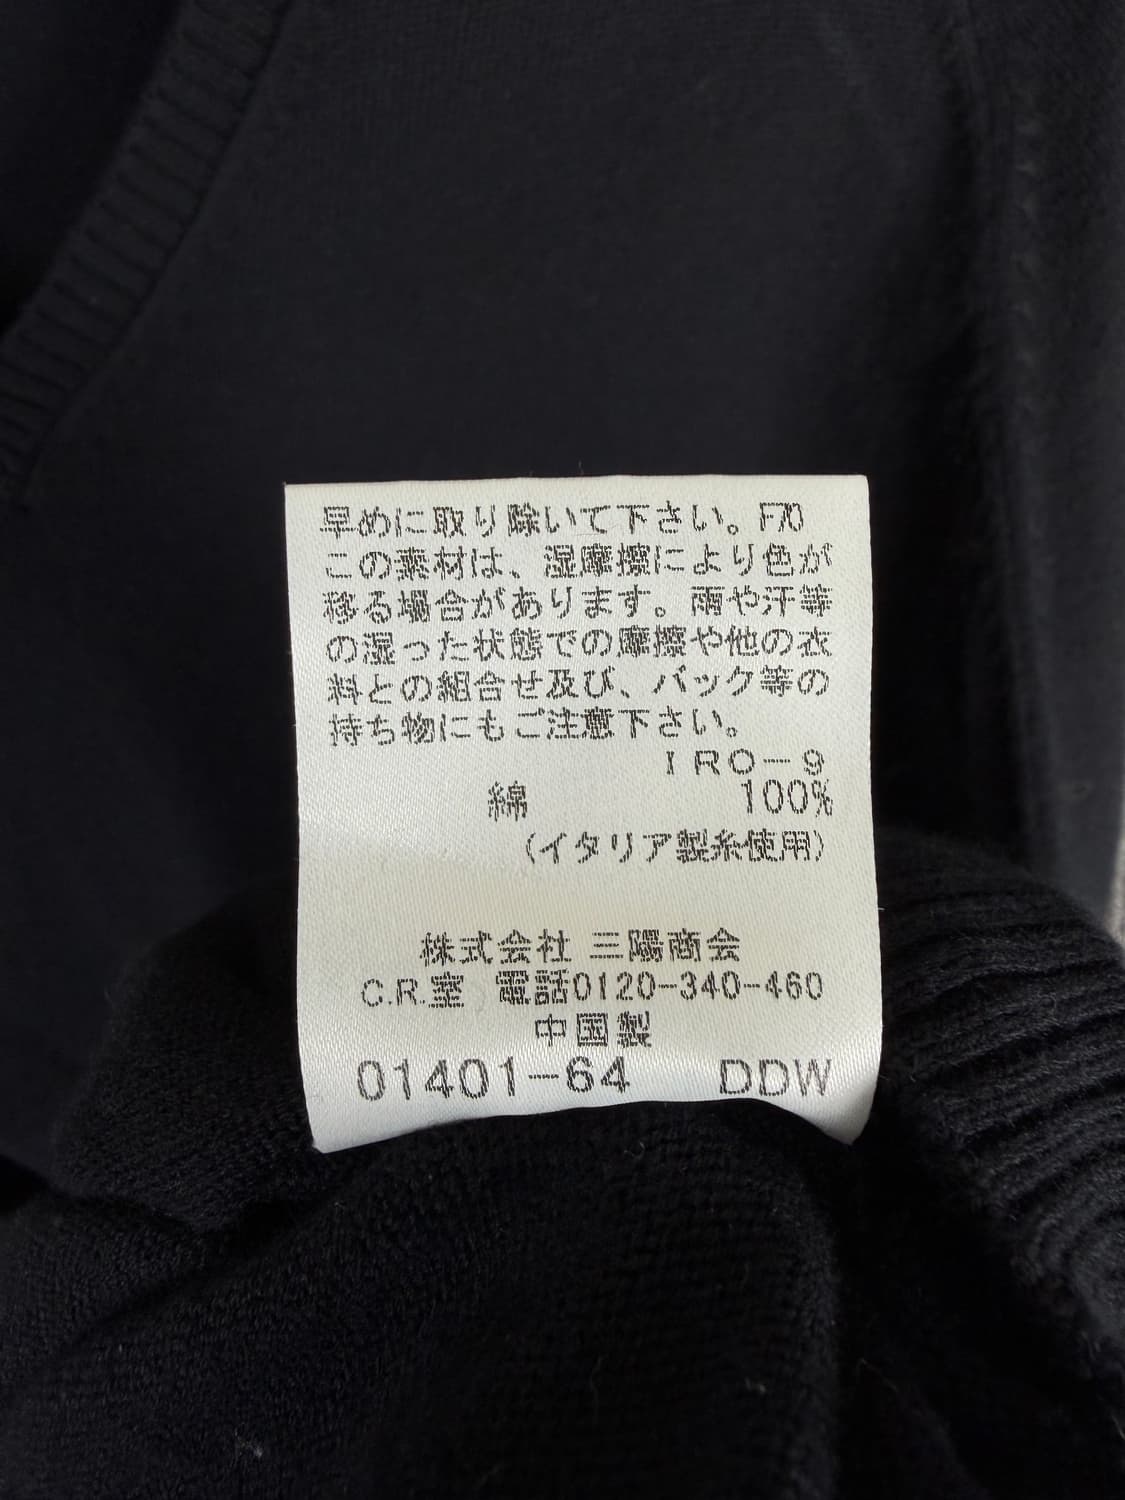 早めに取り除いて下さい。F70
この素材は、湿摩擦により色が
移る場合があります。雨や汗等
の湿った状態での摩擦や他の衣
料との組合せ及び、バック等の
持ち物にもご注意下さい。
IRO-9
綿 100%
(イタリア製糸使用)
株式会社 三陽商会
C.R.室 電話0120-340-460
中国製
01401-64 DDW